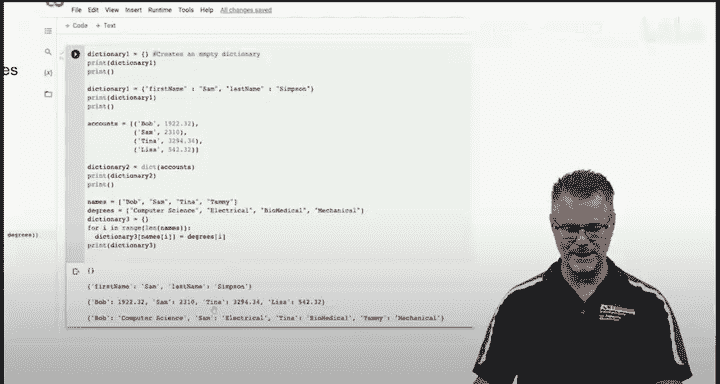 File Edit View Insert Runtime Tools Help All changes saved
+ Code + Text
es
dictionary1 = {} #Creates an empty dictionary
print(dictionary1)
print()
dictionary1 = {"firstName" : "Sam", "lastName" : "Simpson"}
print(dictionary1)
print()
accounts = [('Bob', 1922.32),
('Sam', 2310),
('Tina', 3294.34),
('Lisa', 542.32)]
dictionary2 = dict(accounts)
print(dictionary2)
print()
names = ["Bob", "Sam", "Tina", "Tammy"]
degrees = ["Computer Science", "Electrical", "BioMedical", "Mechanical"]
dictionary3 = {}
for i in range(len(names)):
degrees))
dictionary3[names[i]] = degrees[i]
print(dictionary3)
{}
{'firstName': 'Sam', 'lastName': 'Simpson'}
{'Bob': 1922.32, 'Sam': 2310, 'Tina': 3294.34, 'Lisa': 542.32}
{'Bob': 'Computer Science', 'Sam': 'Electrical', 'Tina': 'BioMedical', 'Tammy': 'Mechanical'}